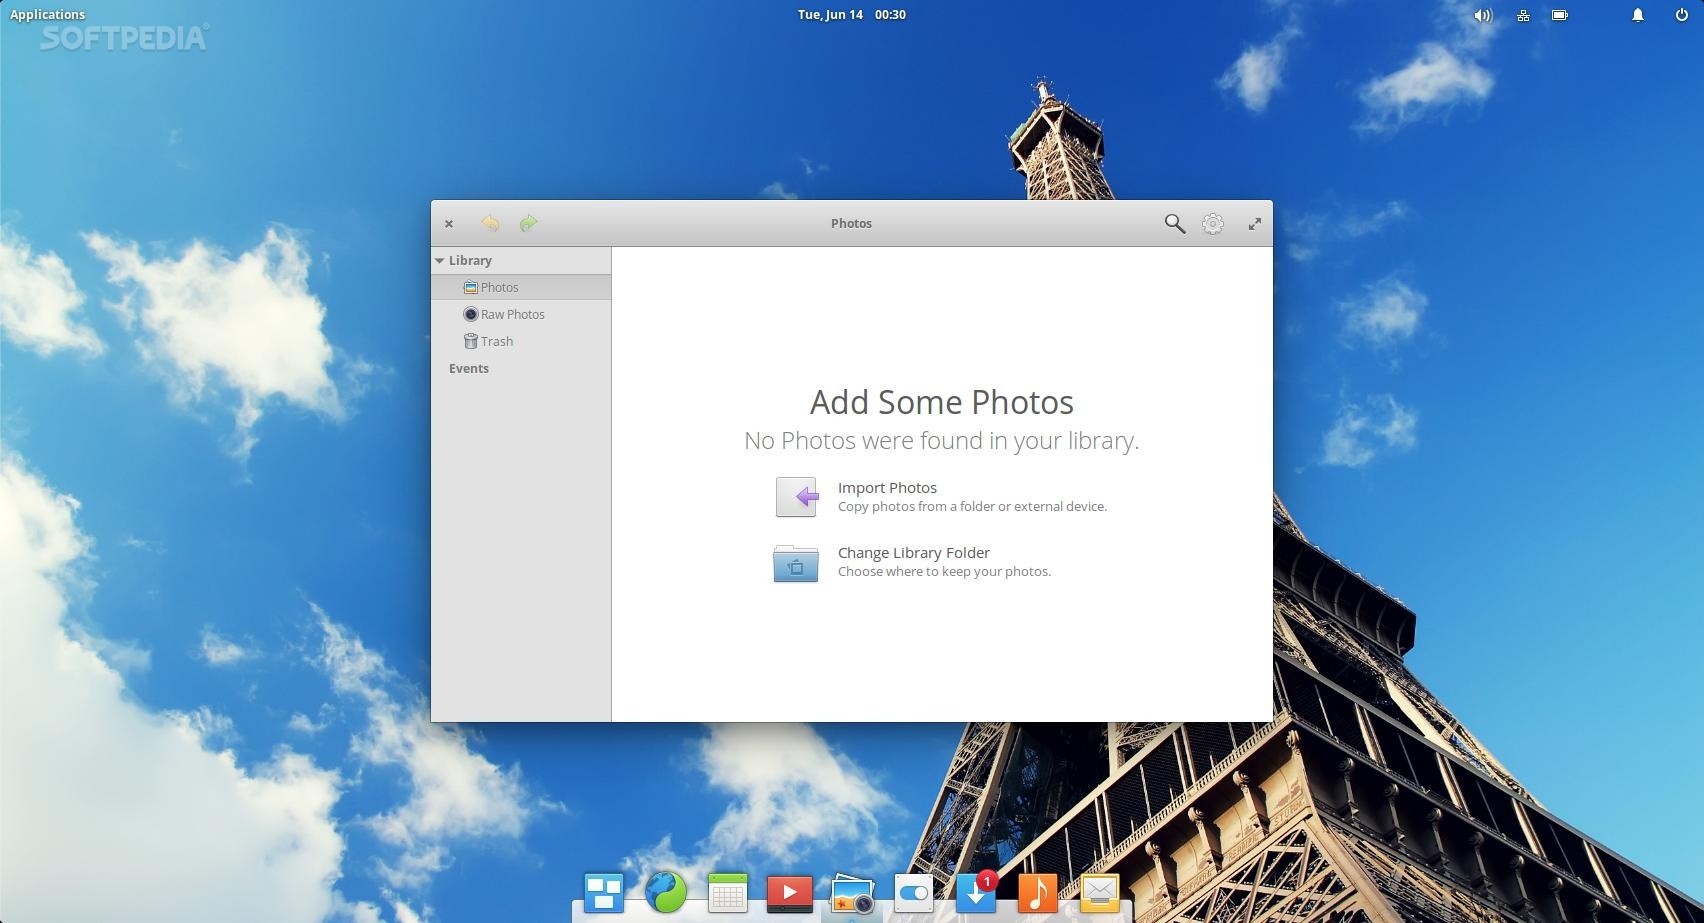 Applications
Tue, Jun 14 00:30
SOFTPEDIA®
Photos
Library
Photos
Raw Photos
Trash
Events
Add Some Photos
No Photos were found in your library.
Import Photos
Copy photos from a folder or external device.
Change Library Folder
Choose where to keep your photos.
1